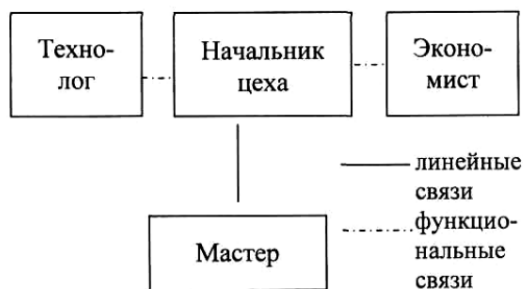 Техно-
лог
Начальник
цеха
Эконо-
мист
линейные
связи
функцио-
нальные
связи
Мастер